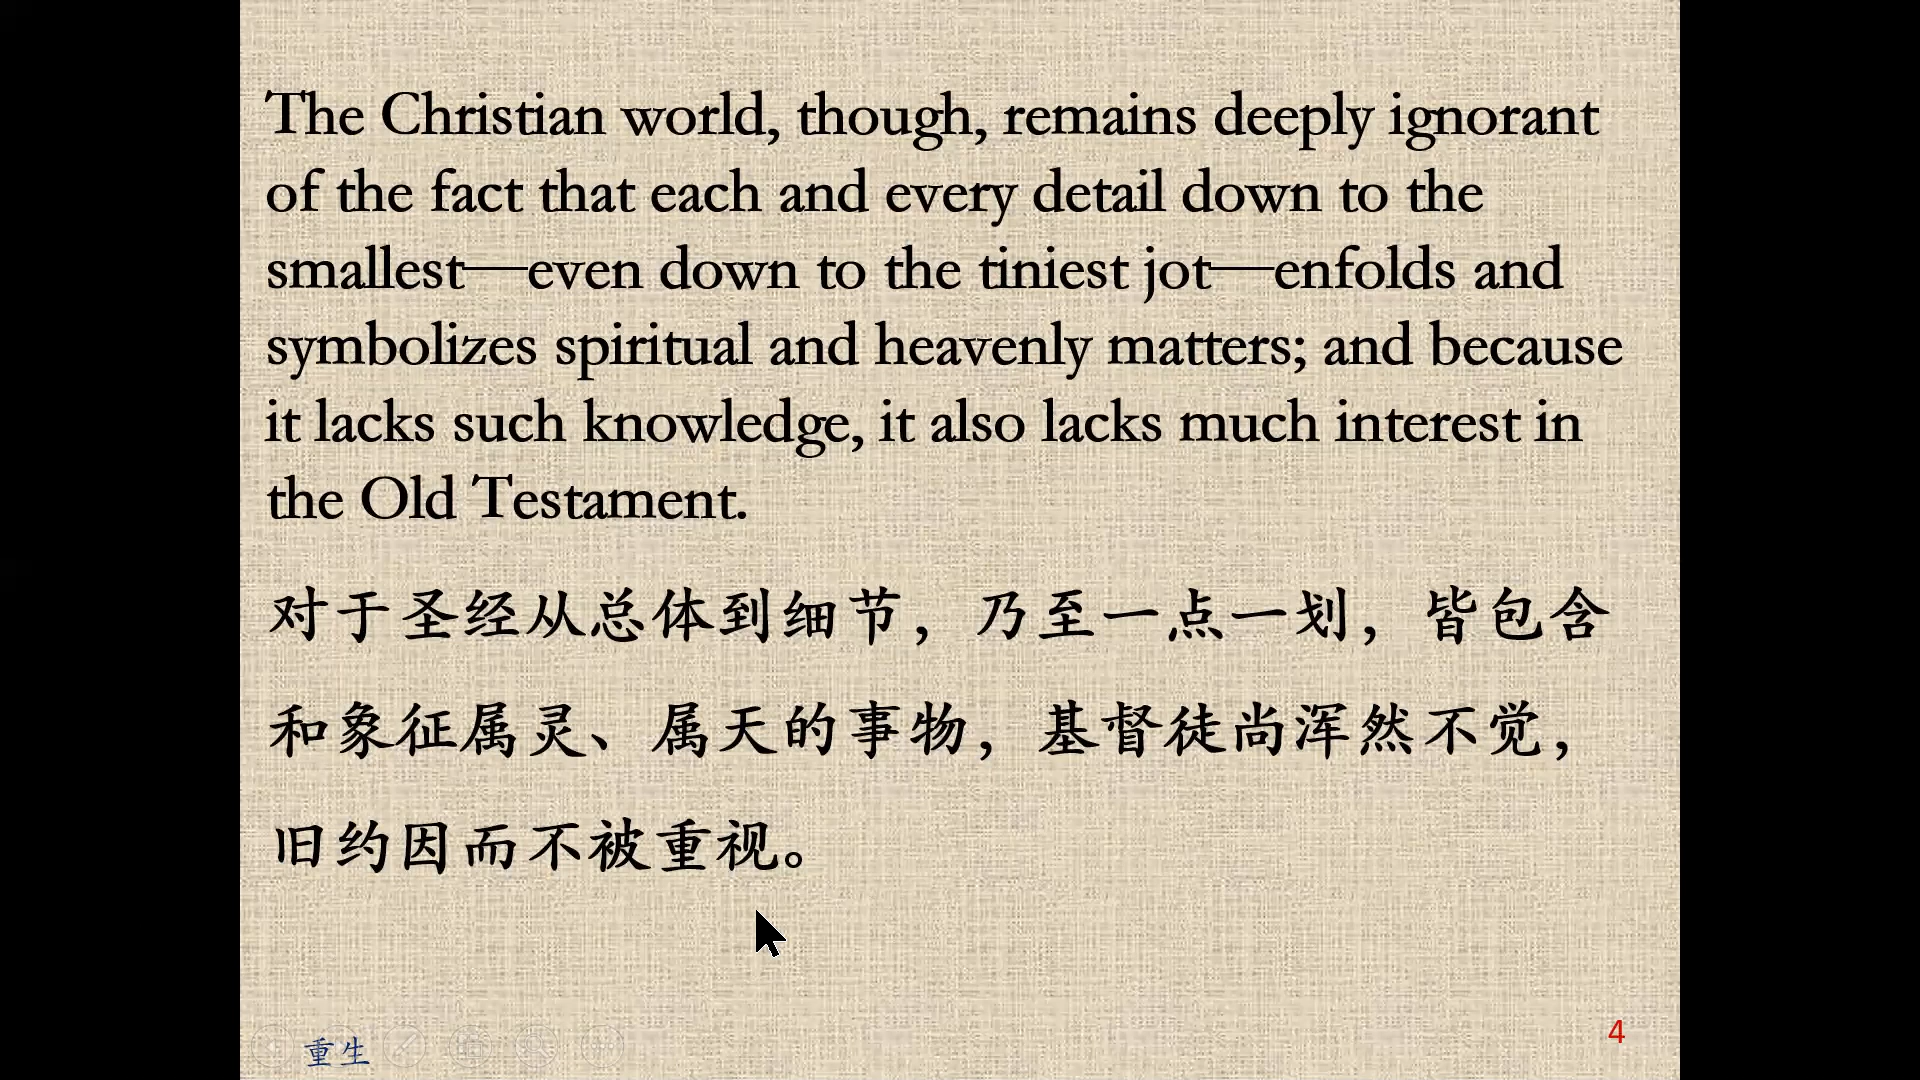 The Christian world, though, remains deeply ignorant
of the fact that each and every detail down to the
smallest—even down to the tiniest jot—enfolds and
symbolizes spiritual and heavenly matters; and because
it lacks such knowledge, it also lacks much interest in
the Old Testament.
对于圣经从总体到细节，乃至一点一划，皆包含
和象征属灵、属天的事物，基督徒尚浑然不觉，
旧约因而不被重视。
重生
4